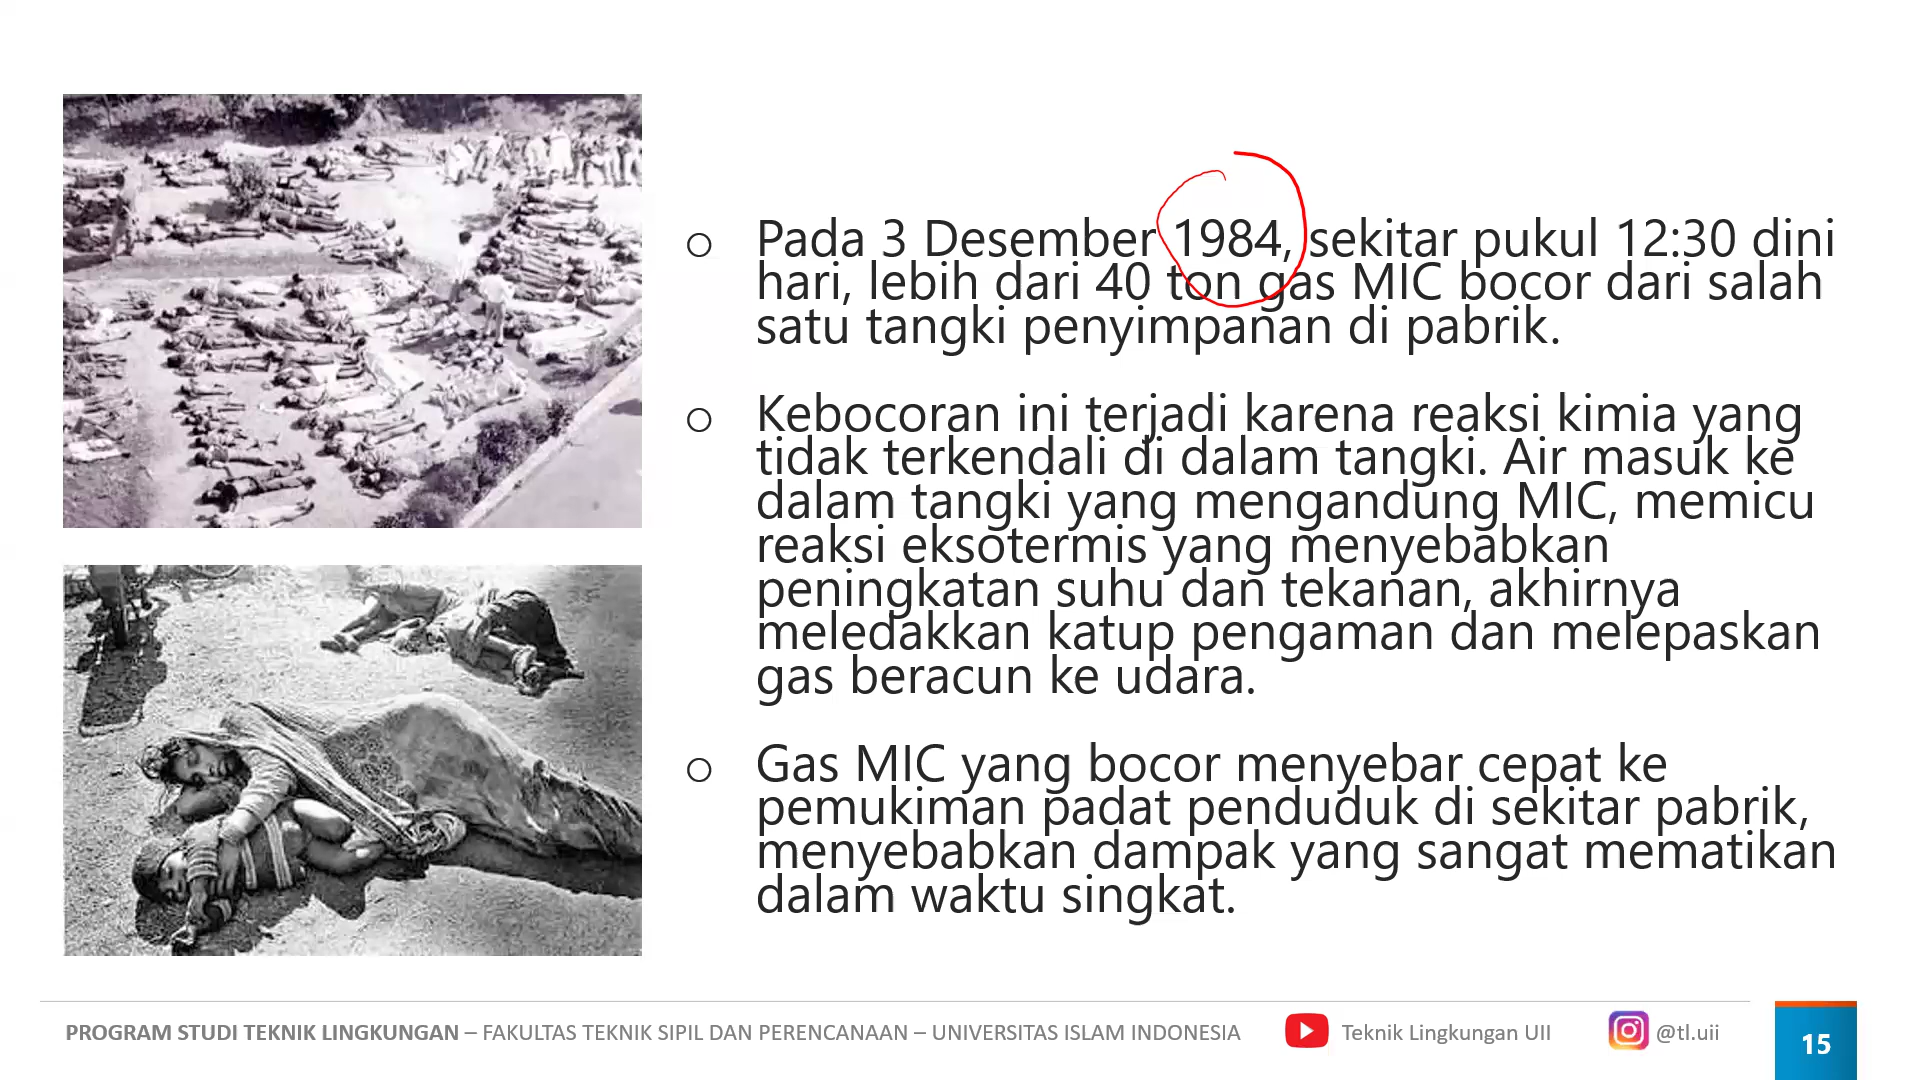 Pada 3 Desember 1984, sekitar pukul 12:30 dini
hari, lebih dari 40 ton gas MIC bocor dari salah
satu tangki penyimpanan di pabrik.
Kebocoran ini terjadi karena reaksi kimia yang
tidak terkendali di dalam tangki. Air masuk ke
dalam tangki yang mengandung MIC, memicu
reaksi eksotermis yang menyebabkan
peningkatan suhu dan tekanan, akhirnya
meledakkan katup pengaman dan melepaskan
gas beracun ke udara.
Gas MIC yang bocor menyebar cepat ke
pemukiman padat penduduk di sekitar pabrik,
menyebabkan dampak yang sangat mematikan
dalam waktu singkat.
PROGRAM STUDI TEKNIK LINGKUNGAN – FAKULTAS TEKNIK SIPIL DAN PERENCANAAN – UNIVERSITAS ISLAM INDONESIA
Teknik Lingkungan UII
@tl.uii
15